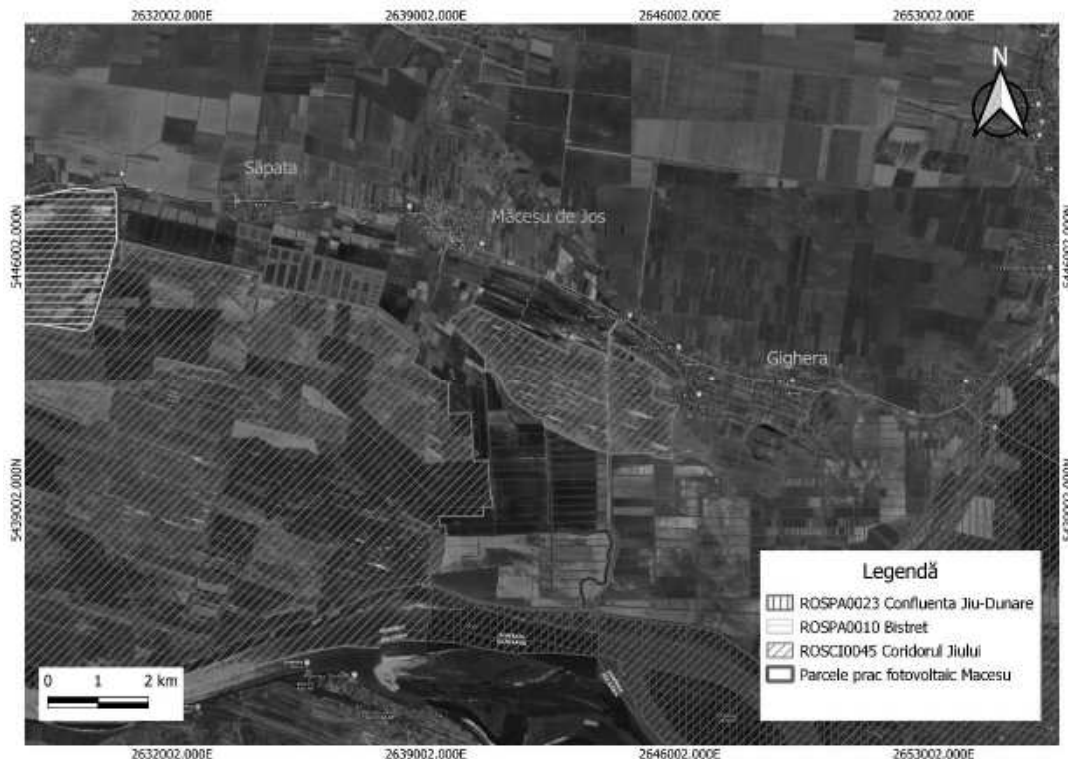 2632002.000E 2639002.000E 2646002.000E 2653002.000E
N
Săpata
Măcesu de Jos
5446002.000N
5446002.000N
Gighera
5439002.000N
5439002.000N
Legendă
ROSPA0023 Confluenta Jiu-Dunare
ROSPA0010 Bistret
ROSCI0045 Coridorul Jiului
Parcele prac fotovoltaic Macesu
0 1 2 km
2632002.000E 2639002.000E 2646002.000E 2653002.000E